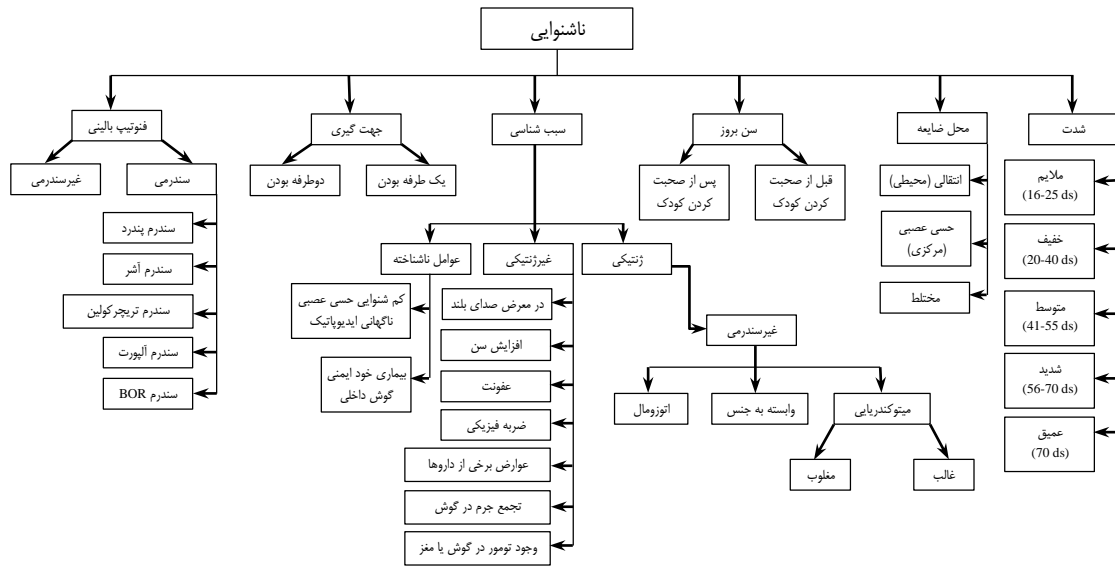 ناشنوایی
شدت
ملایم
(16-25 ds)
خفیف
(20-40 ds)
متوسط
(41-55 ds)
شدید
(56-70 ds)
عمیق
(70 ds)
محل ضایعه
انتقالی (محیطی)
حسی عصبی
(مرکزی)
مختلط
سن بروز
قبل از صحبت
کردن کودک
پس از صحبت
کردن کودک
سبب شناسی
ژنتیکی
غیرسندرمی
میتوکندریایی
غالب
مغلوب
وابسته به جنس
اتوزومال
غیرژنتیکی
در معرض صدای بلند
افزایش سن
عفونت
ضربه فیزیکی
عوارض برخی از داروها
تجمع جرم در گوش
وجود تومور در گوش یا مغز
عوامل ناشناخته
کم شنوایی حسی عصبی
ناگهانی ایدیوپاتیک
بیماری خود ایمنی
گوش داخلی
جهت گیری
یک طرفه بودن
دوطرفه بودن
فنوتیپ بالینی
سندرمی
سندرم پندرد
سندرم آشر
سندرم تریچرکولین
سندرم آلپورت
سندرم BOR
غیرسندرمی